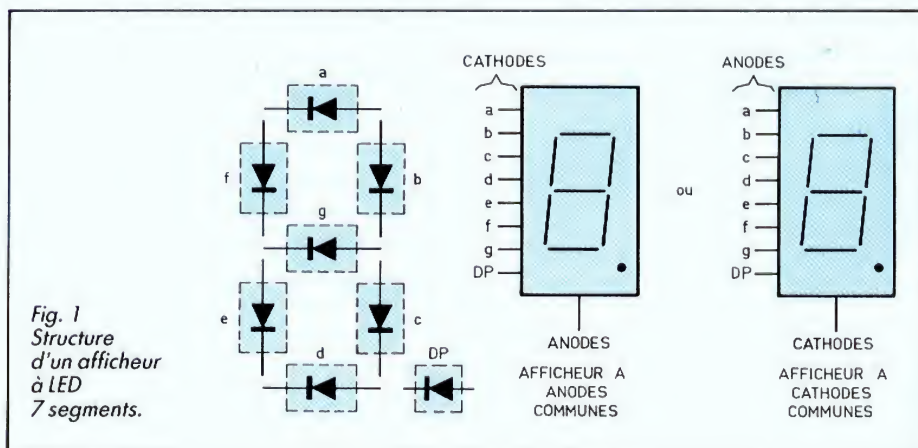 a
f
b
g
e
c
d
DP
CATHODES
a
b
c
d
e
f
g
DP
ANODES
AFFICHEUR A
ANODES
COMMUNES
ou
ANODES
a
b
c
d
e
f
g
DP
CATHODES
AFFICHEUR A
CATHODES
COMMUNES
Fig. 1
Structure
d'un afficheur
à LED
7 segments.